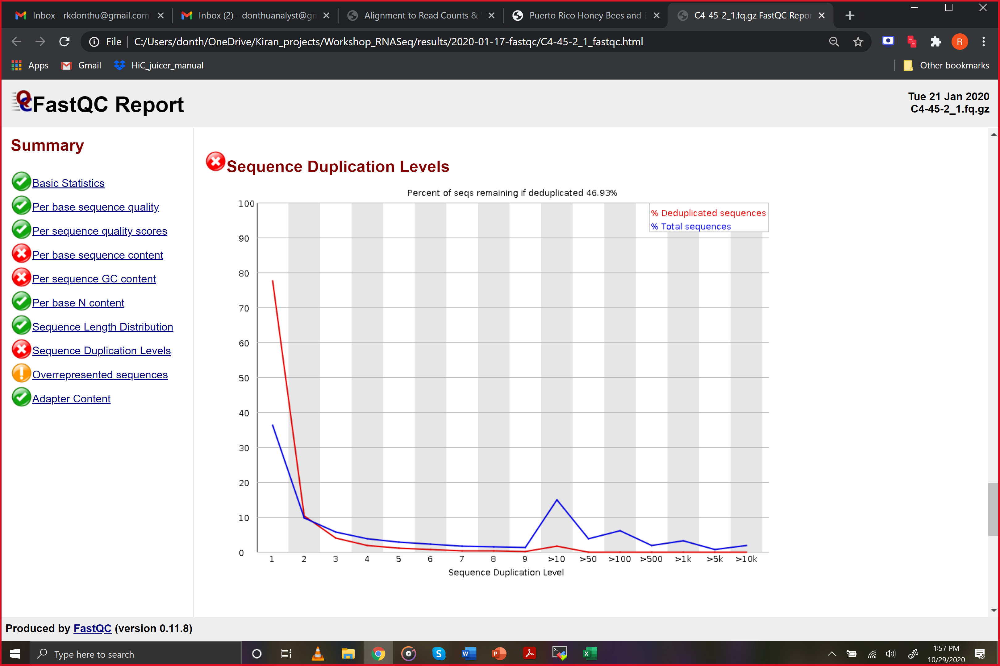 Inbox - rkdonthu@gmail.com
Inbox (2) - donthuanalyst@gn
Alignment to Read Counts &
Puerto Rico Honey Bees and
C4-45-2_1.fq.gz FastQC Repor
File
C:/Users/donth/OneDrive/Kiran_projects/Workshop_RNASeq/results/2020-01-17-fastqc/C4-45-2_1_fastqc.html
R
Apps
Gmail
HiC_juicer_manual
Other bookmarks
FastQC Report
Tue 21 Jan 2020
C4-45-2_1.fq.gz
Summary
Basic Statistics
Per base sequence quality
Per sequence quality scores
Per base sequence content
Per sequence GC content
Per base N content
Sequence Length Distribution
Sequence Duplication Levels
Overrepresented sequences
Adapter Content
Sequence Duplication Levels
Percent of seqs remaining if deduplicated 46.93%
% Deduplicated sequences
% Total sequences
100
90
80
70
60
50
40
30
20
10
0
1 2 3 4 5 6 7 8 9 >10 >50 >100 >500 >1k >5k >10k
Sequence Duplication Level
Produced by FastQC (version 0.11.8)
Type here to search
1:57 PM
10/29/2020